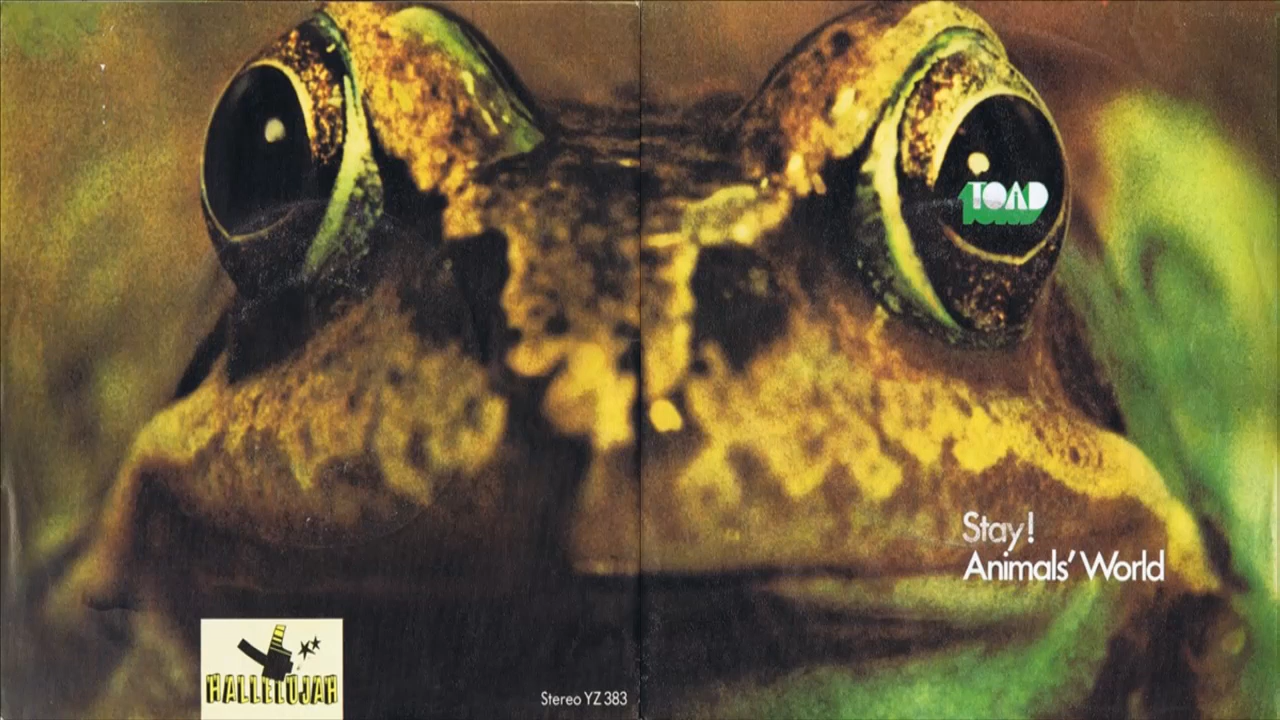 TOAD
Stay!
Animals' World
HALLELUJAH
Stereo YZ 383